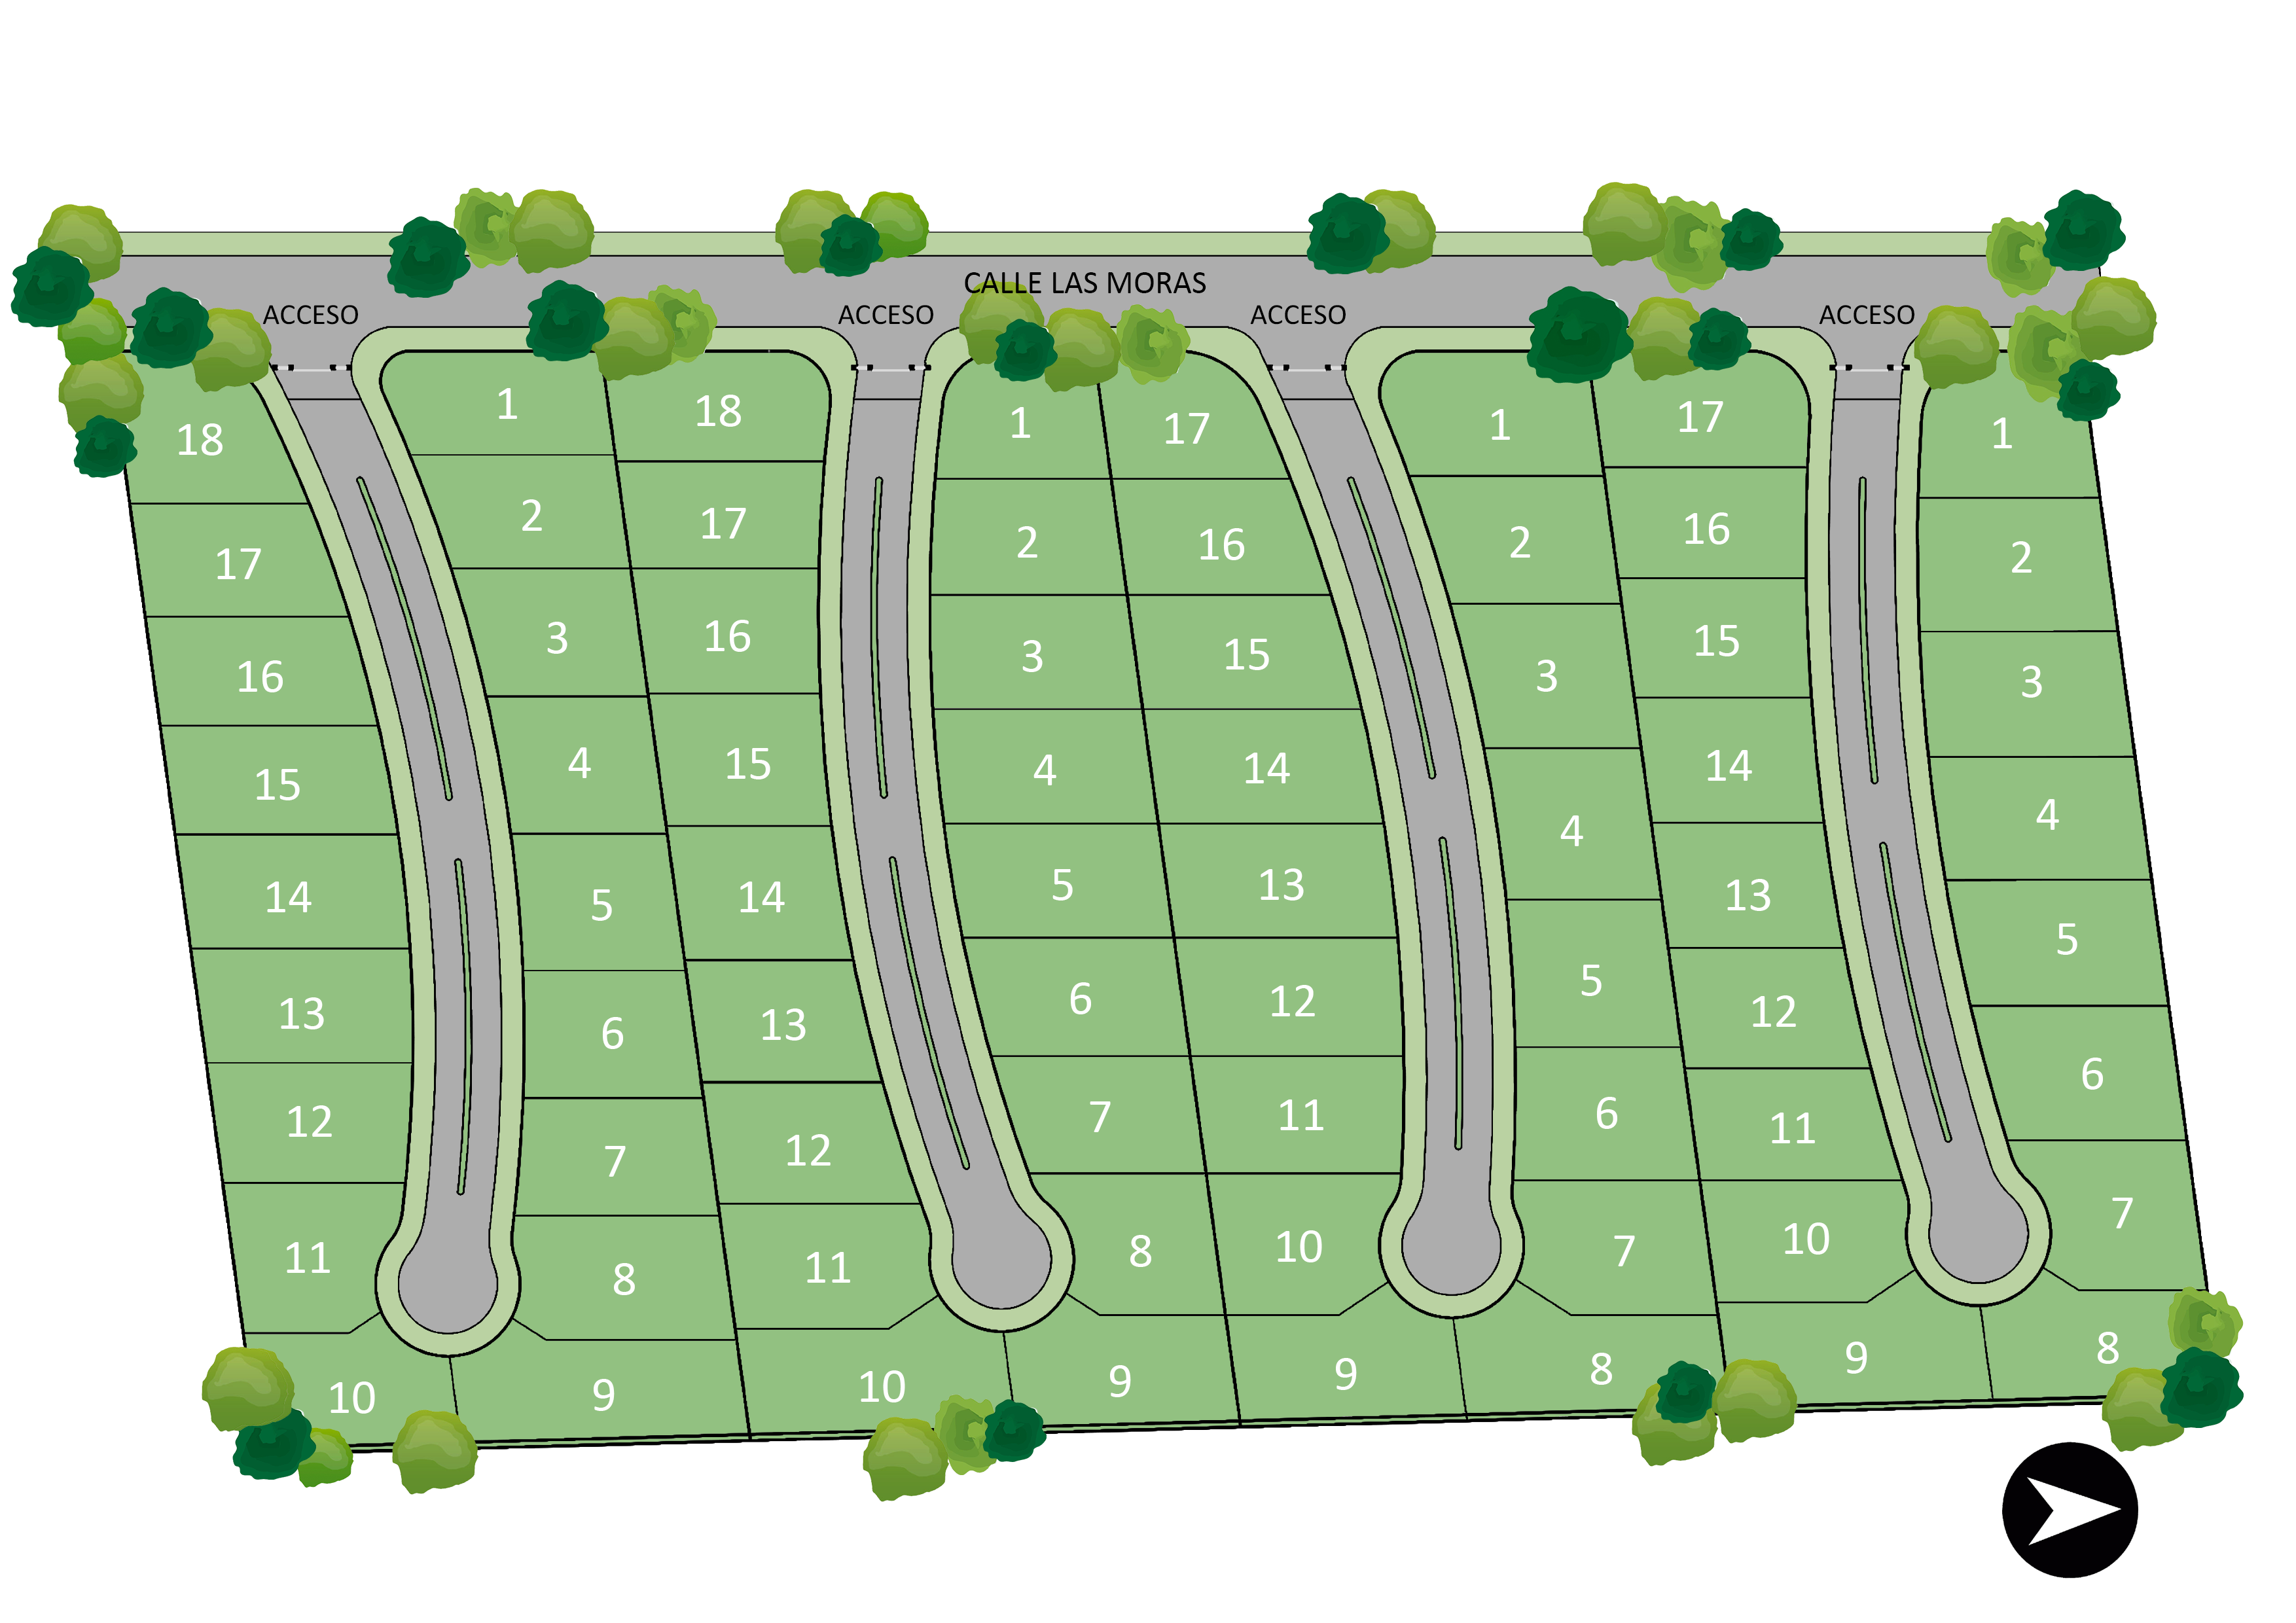 CALLE LAS MORAS
ACCESO ACCESO ACCESO ACCESO
1 18 1 17 1 17 1
18 2 17 2 16 2 16 2
17 3 16 3 15 3 15 3
16 4 15 4 14 4 14 4
15 5 14 5 13 5 13 5
14 6 13 6 12 6 12 6
13 7 12 7 11 7 11 7
12 8 11 8 10 8 10 8
11 9 10 9 9 9
10